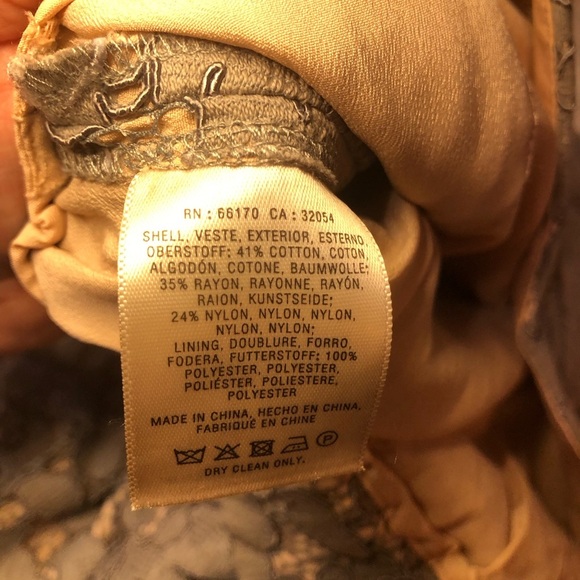 RN : 66170 CA : 32054
SHELL, VESTE, EXTERIOR, ESTERNO,
OBERSTOFF: 41% COTTON, COTON,
ALGODÓN, COTONE, BAUMWOLLE;
35% RAYON, RAYONNE, RAYÓN,
RAION, KUNSTSEIDE;
24% NYLON, NYLON, NYLON,
NYLON, NYLON;
LINING, DOUBLURE, FORRO,
FODERA, FUTTERSTOFF: 100%
POLYESTER, POLYESTER,
POLIÉSTER, POLIESTERE,
POLYESTER
MADE IN CHINA, HECHO EN CHINA,
FABRIQUÉ EN CHINE
P
DRY CLEAN ONLY.